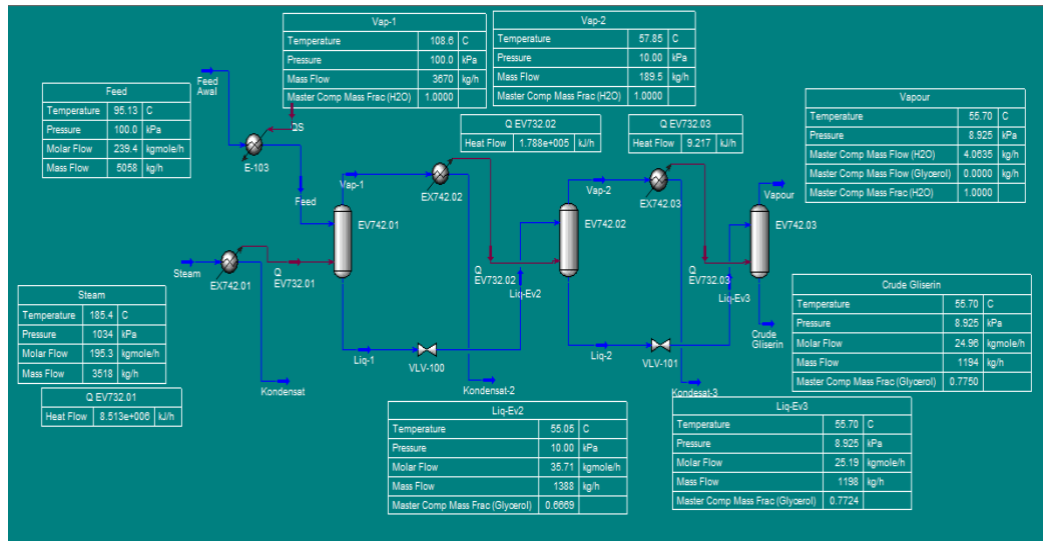 Vap-1
Temperature 108.6 C
Pressure 100.0 kPa
Mass Flow 3670 kg/h
Master Comp Mass Frac (H2O) 1.0000
Vap-2
Temperature 57.85 C
Pressure 10.00 kPa
Mass Flow 189.5 kg/h
Master Comp Mass Frac (H2O) 1.0000
Feed
Awal
Feed
Temperature 95.13 C
Pressure 100.0 kPa
Molar Flow 239.4 kgmole/h
Mass Flow 5058 kg/h
QS
E-103
Q EV732.02
Heat Flow 1.788e+005 kJ/h
Q EV732.03
Heat Flow 9.217 kJ/h
Vapour
Temperature 55.70 C
Pressure 8.925 kPa
Master Comp Mass Flow (H2O) 4.0635 kg/h
Master Comp Mass Flow (Glycerol) 0.0000 kg/h
Master Comp Mass Frac (H2O) 1.0000
Vap-1
EX742.02
Vap-2
EX742.03
Vapour
Feed
EV742.01
EV742.02
EV742.03
Steam
EX742.01
Q
EV732.01
Q
EV732.02
Liq-Ev2
Q
EV732.03
Liq-Ev3
Steam
Temperature 185.4 C
Pressure 1034 kPa
Molar Flow 195.3 kgmole/h
Mass Flow 3518 kg/h
Q EV732.01
Heat Flow 8.513e+006 kJ/h
Kondensat
Liq-1
VLV-100
Kondensat-2
Liq-2
VLV-101
Kondesat-3
Crude
Gliserin
Crude Gliserin
Temperature 55.70 C
Pressure 8.925 kPa
Molar Flow 24.96 kgmole/h
Mass Flow 1194 kg/h
Master Comp Mass Frac (Glycerol) 0.7750
Liq-Ev2
Temperature 55.05 C
Pressure 10.00 kPa
Molar Flow 35.71 kgmole/h
Mass Flow 1388 kg/h
Master Comp Mass Frac (Glycerol) 0.6669
Liq-Ev3
Temperature 55.70 C
Pressure 8.925 kPa
Molar Flow 25.19 kgmole/h
Mass Flow 1198 kg/h
Master Comp Mass Frac (Glycerol) 0.7724